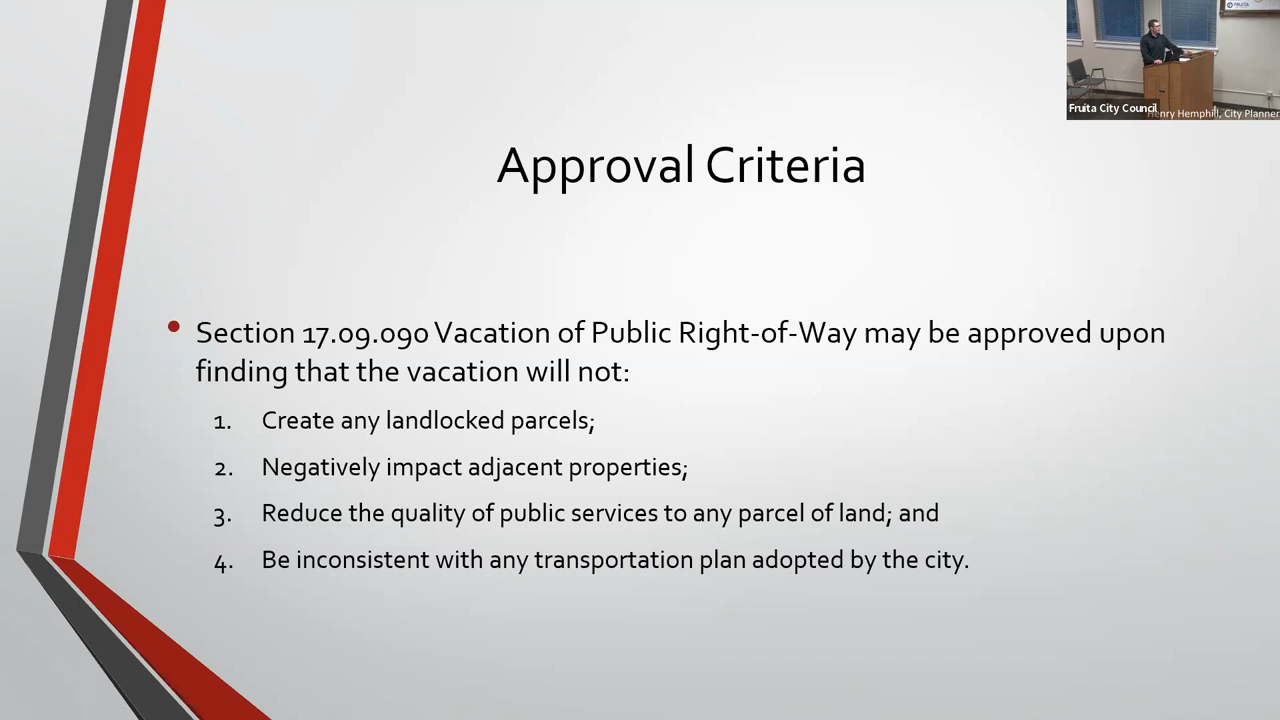 FRUITA
Fruita City Council
Henry Hemphill, City Planner
Approval Criteria
• Section 17.09.090 Vacation of Public Right-of-Way may be approved upon
finding that the vacation will not:
1. Create any landlocked parcels;
2. Negatively impact adjacent properties;
3. Reduce the quality of public services to any parcel of land; and
4. Be inconsistent with any transportation plan adopted by the city.